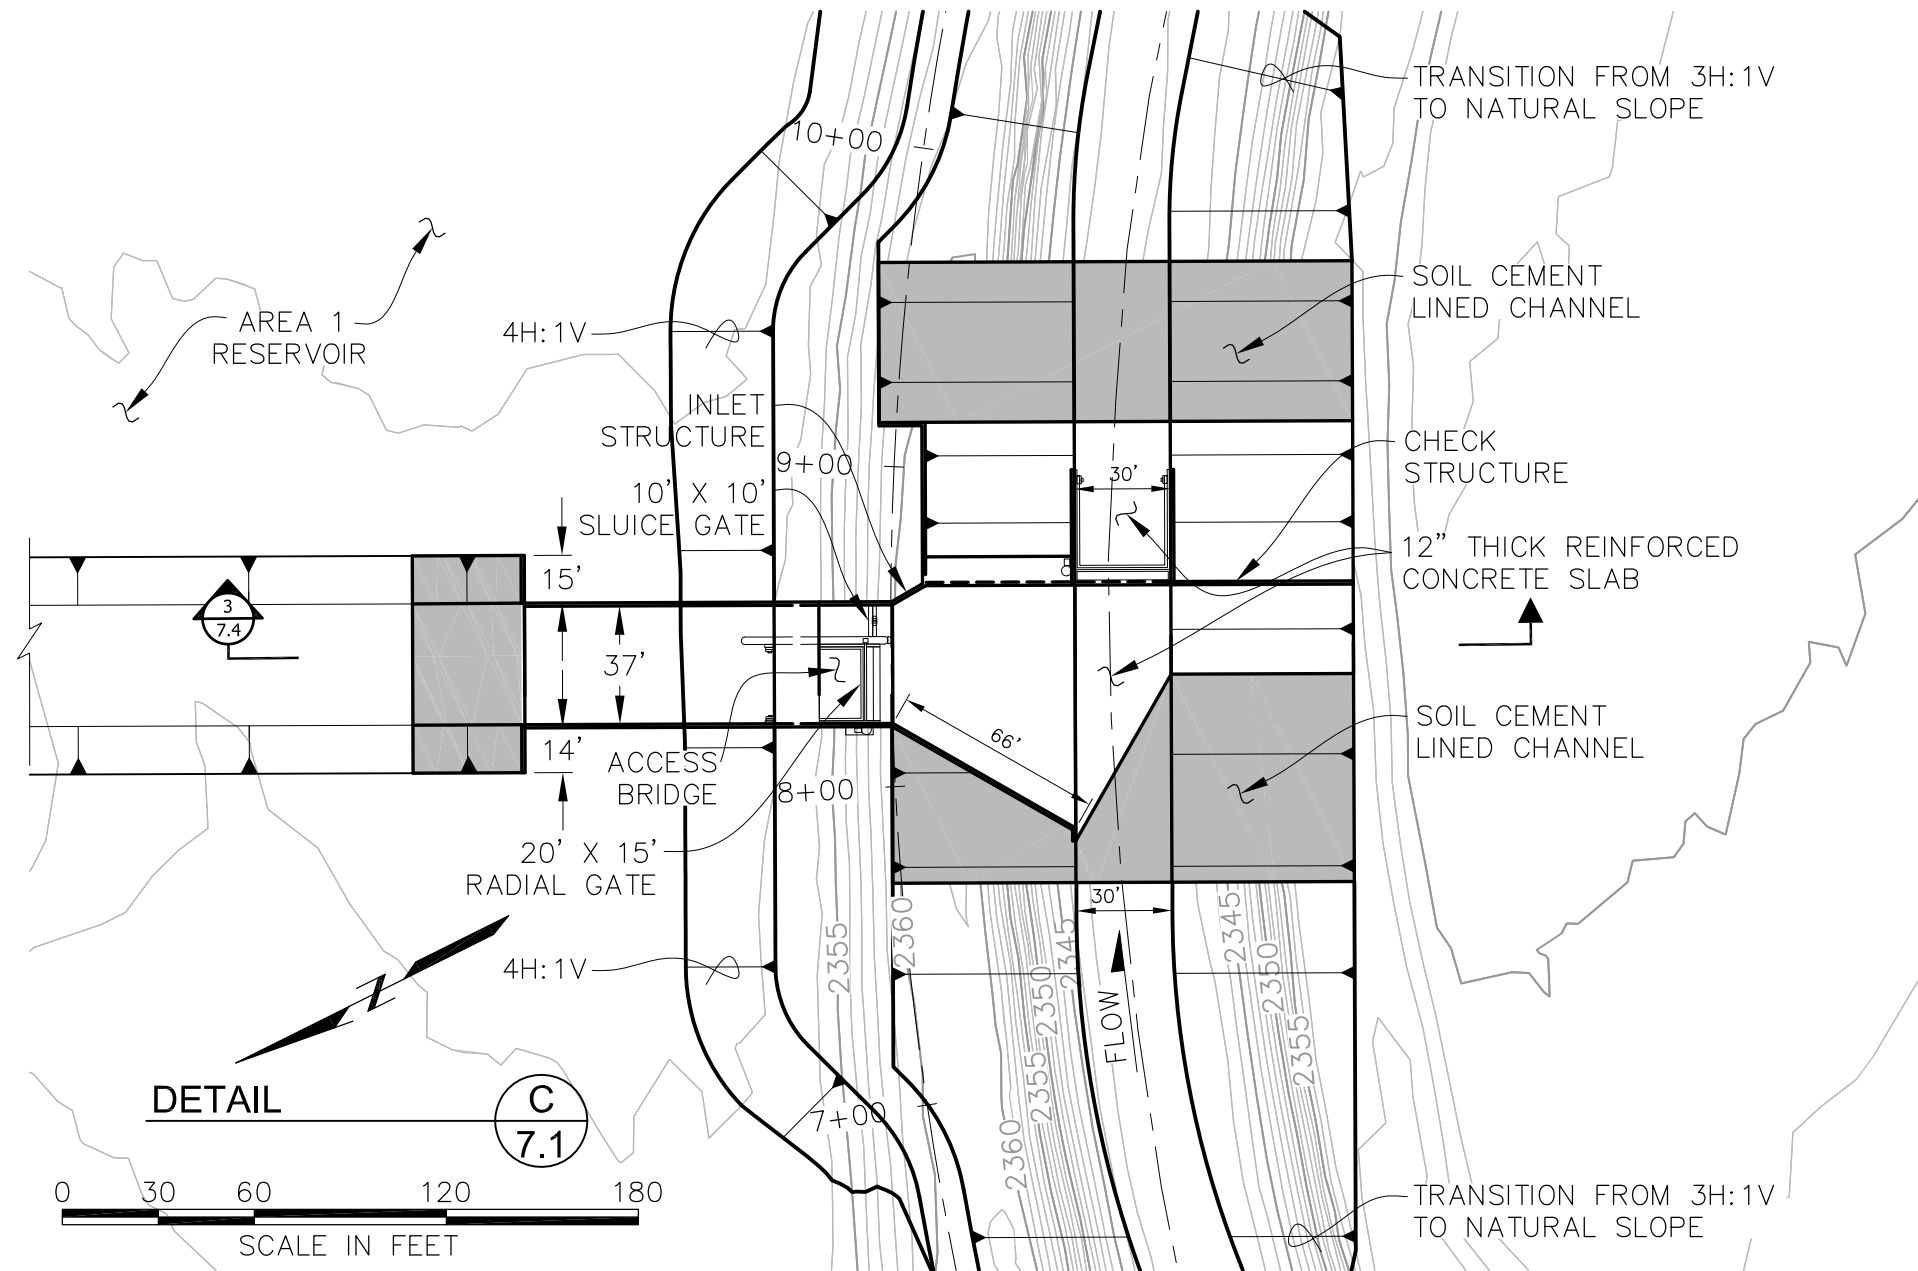 TRANSITION FROM 3H:1V
TO NATURAL SLOPE
10+00
SOIL CEMENT
LINED CHANNEL
AREA 1
RESERVOIR
4H:1V
INLET
STRUCTURE
CHECK
STRUCTURE
9+00
30'
10' X 10'
SLUICE GATE
12" THICK REINFORCED
CONCRETE SLAB
15'
3
7.4
37'
SOIL CEMENT
LINED CHANNEL
66'
14'
ACCESS
BRIDGE
8+00
20' X 15'
RADIAL GATE
30'
2355
2360
2345
2345
2350
2350
2355
2355
2360
4H:1V
FLOW
N
DETAIL
C
7.1
7+00
0 30 60 120 180
SCALE IN FEET
TRANSITION FROM 3H:1V
TO NATURAL SLOPE